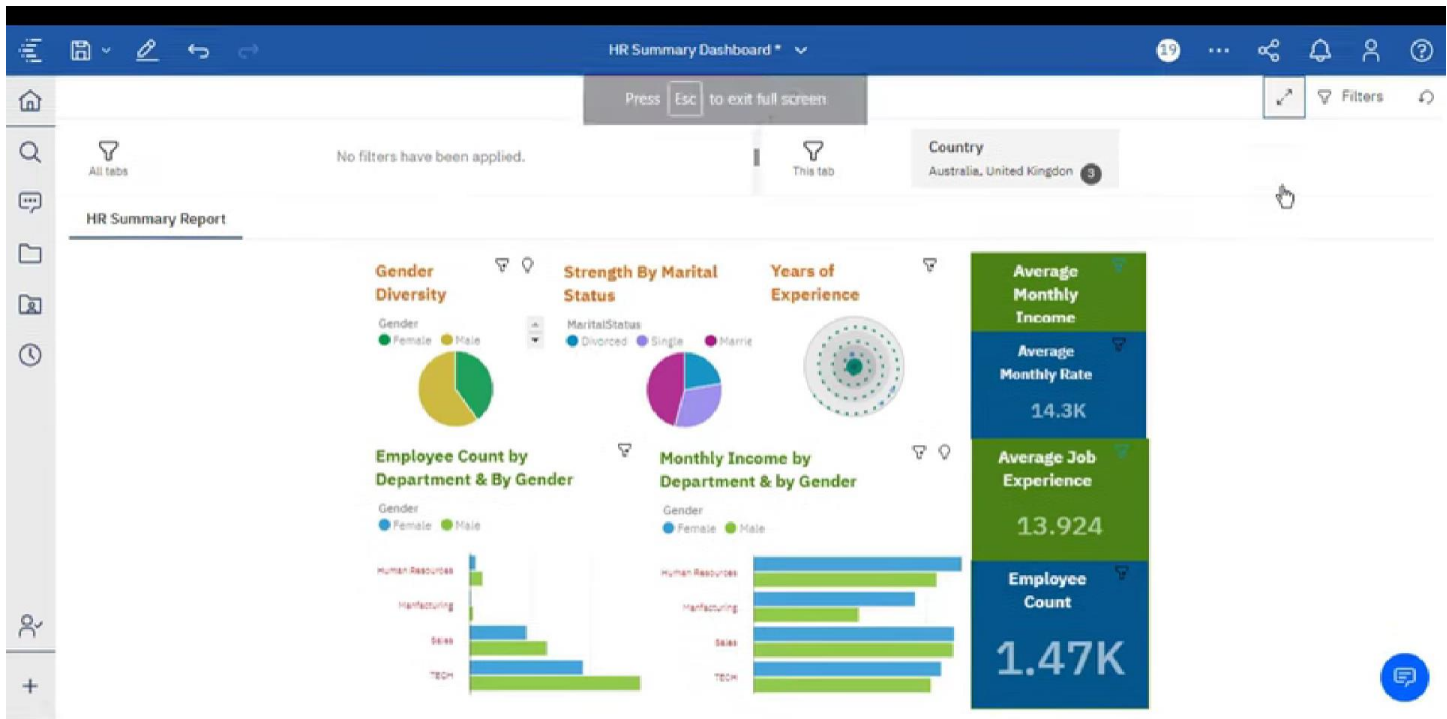 HR Summary Dashboard *
19
Press Esc to exit full screen
Filters
All tabs
No filters have been applied.
This tab
Country
Australia, United Kingdon
3
HR Summary Report
Gender
Diversity
Gender
Female Male
Strength By Marital
Status
MaritalStatus
Divorced Single Marrie
Years of
Experience
Average
Monthly
Income
Average
Monthly Rate
14.3K
Employee Count by
Department & By Gender
Gender
Female Male
Human Resources
Manfacturing
Sales
TECH
Monthly Income by
Department & by Gender
Gender
Female Male
Human Resources
Manfacturing
Sales
TECH
Average Job
Experience
13.924
Employee
Count
1.47K